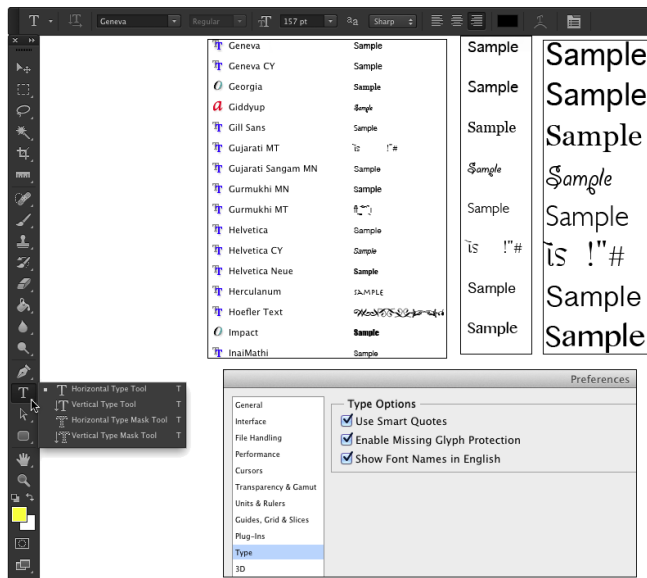 T Geneva Regular T 157 pt aa Sharp
Geneva Sample
Geneva CY Sample
Georgia Sample
Giddyup Sample
Gill Sans Sample
Gujarati MT is !"#
Gujarati Sangam MN Sample
Gurmukhi MN Sample
Gurmukhi MT
Helvetica Sample
Helvetica CY Sample
Helvetica Neue Sample
Herculanum SAMPLE
Hoefler Text
Impact Sample
InaiMathi Sample
Sample
Sample
Sample
Sample
Sample
is !"#
Sample
Sample
Sample
Sample
Sample
Sample
Sample
is !"#
Sample
Sample
T Horizontal Type Tool T
T Vertical Type Tool T
T Horizontal Type Mask Tool T
T Vertical Type Mask Tool T
Preferences
General
Interface
File Handling
Performance
Cursors
Transparency & Gamut
Units & Rulers
Guides, Grid & Slices
Plug-Ins
Type
3D
Type Options
Use Smart Quotes
Enable Missing Glyph Protection
Show Font Names in English